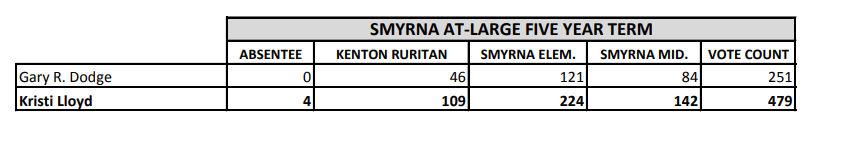 SMYRNA AT-LARGE FIVE YEAR TERM
ABSENTEE KENTON RURITAN SMYRNA ELEM. SMYRNA MID. VOTE COUNT
Gary R. Dodge 0 46 121 84 251
Kristi Lloyd 4 109 224 142 479